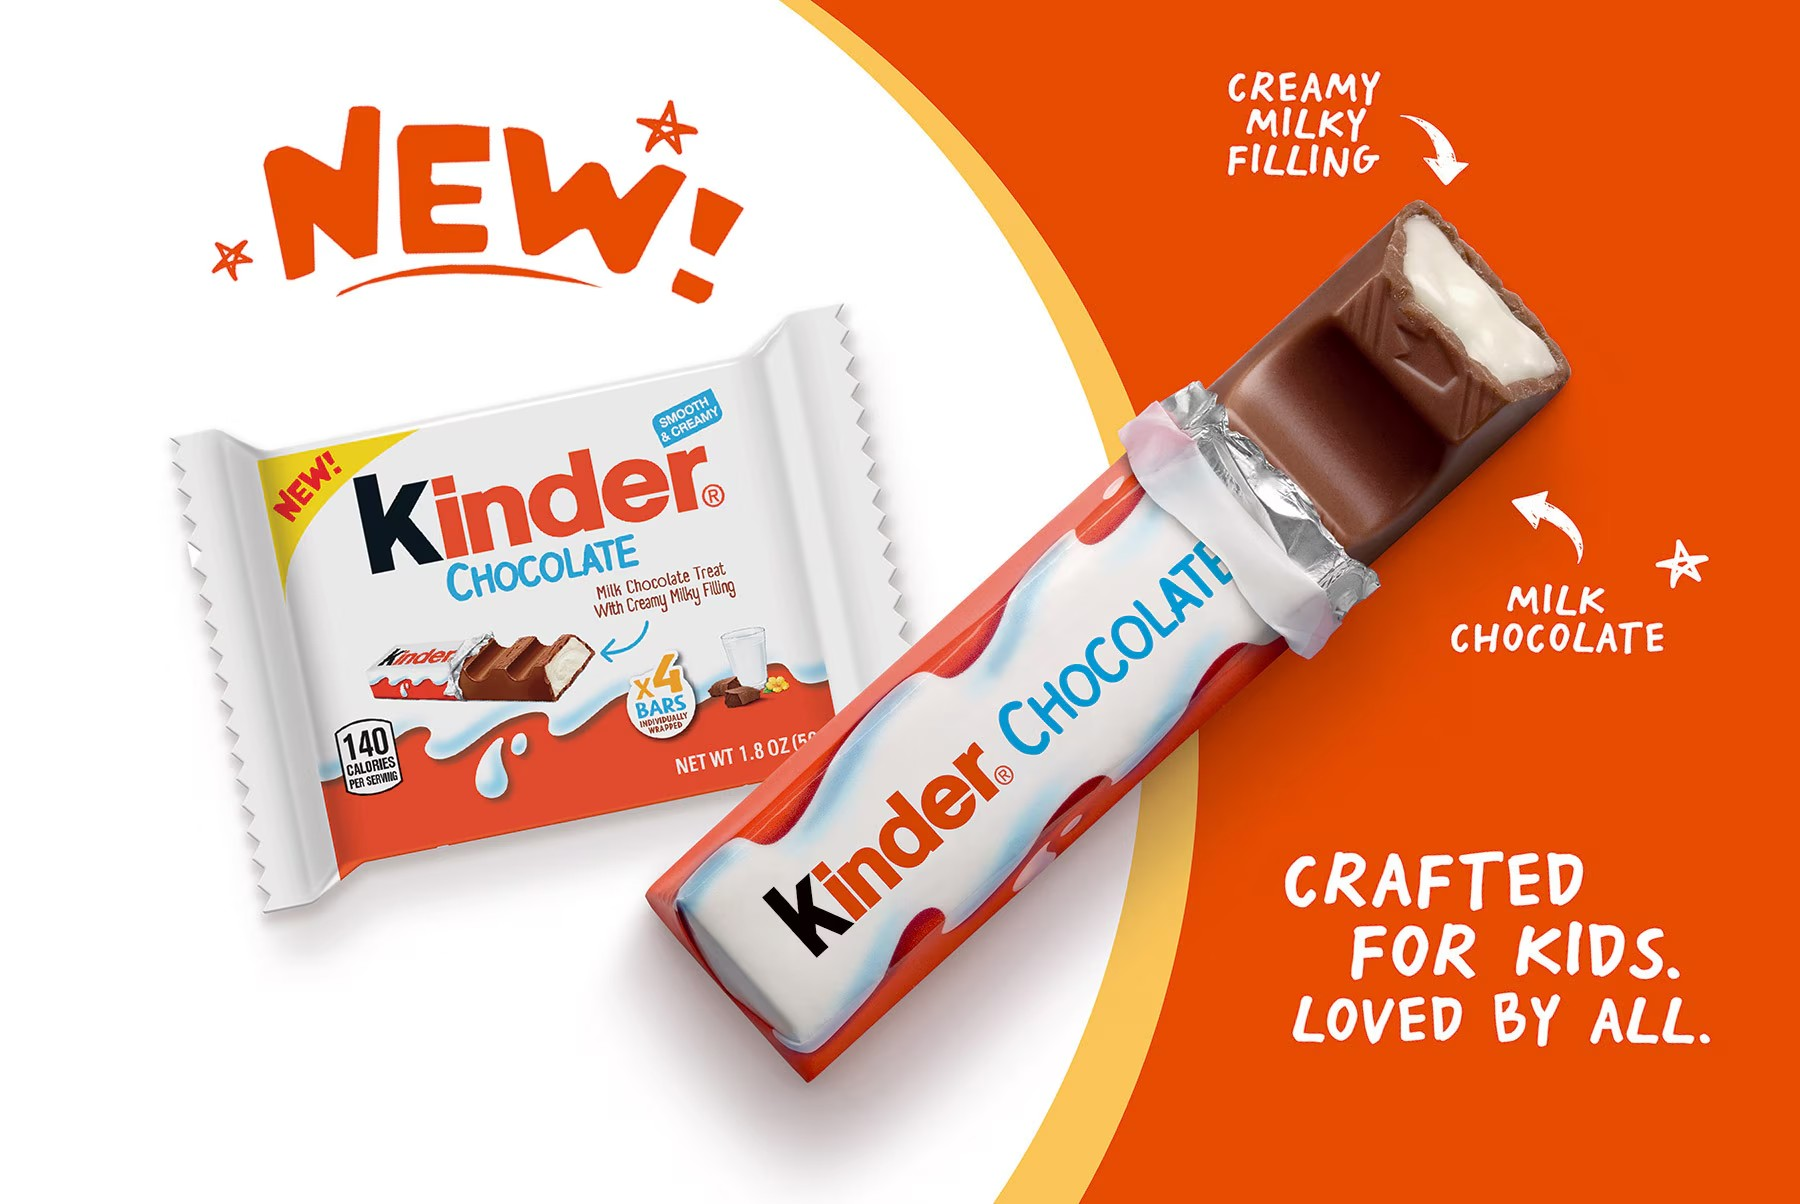 NEW!
NEW!
SMOOTH
& CREAMY
kinder®
CHOCOLATE
Milk Chocolate Treat
With Creamy Milky Filling
kinder
x4
BARS
INDIVIDUALLY
WRAPPED
140
CALORIES
PER SERVING
NET WT 1.8 OZ
CREAMY
MILKY
FILLING
kinder® CHOCOLATE
MILK
CHOCOLATE
CRAFTED
FOR KIDS.
LOVED BY ALL.